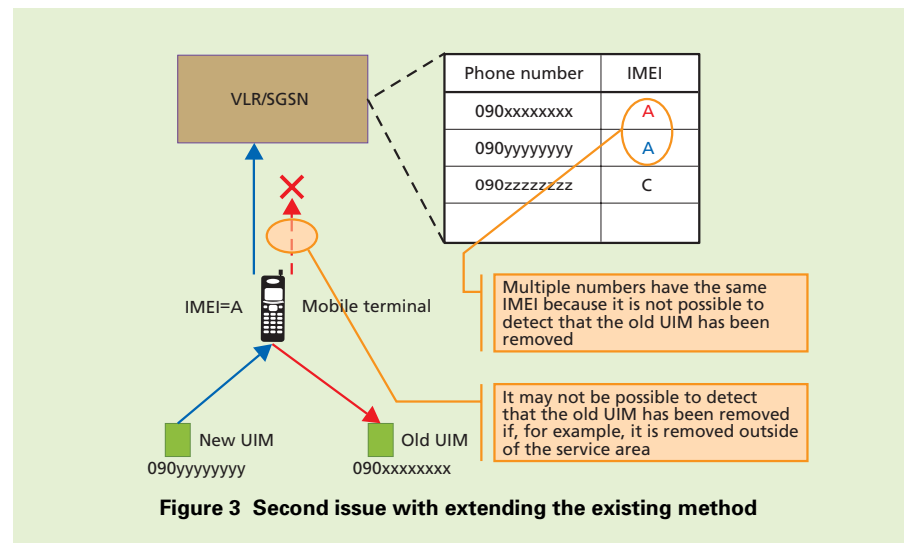 VLR/SGSN
Phone number IMEI
090xxxxxxxx A
090yyyyyyyy A
090zzzzzzzz C
IMEI=A
Mobile terminal
Multiple numbers have the same
IMEI because it is not possible to
detect that the old UIM has been
removed
It may not be possible to detect
that the old UIM has been removed
if, for example, it is removed outside
of the service area
New UIM
090yyyyyyyy
Old UIM
090xxxxxxxx
Figure 3 Second issue with extending the existing method